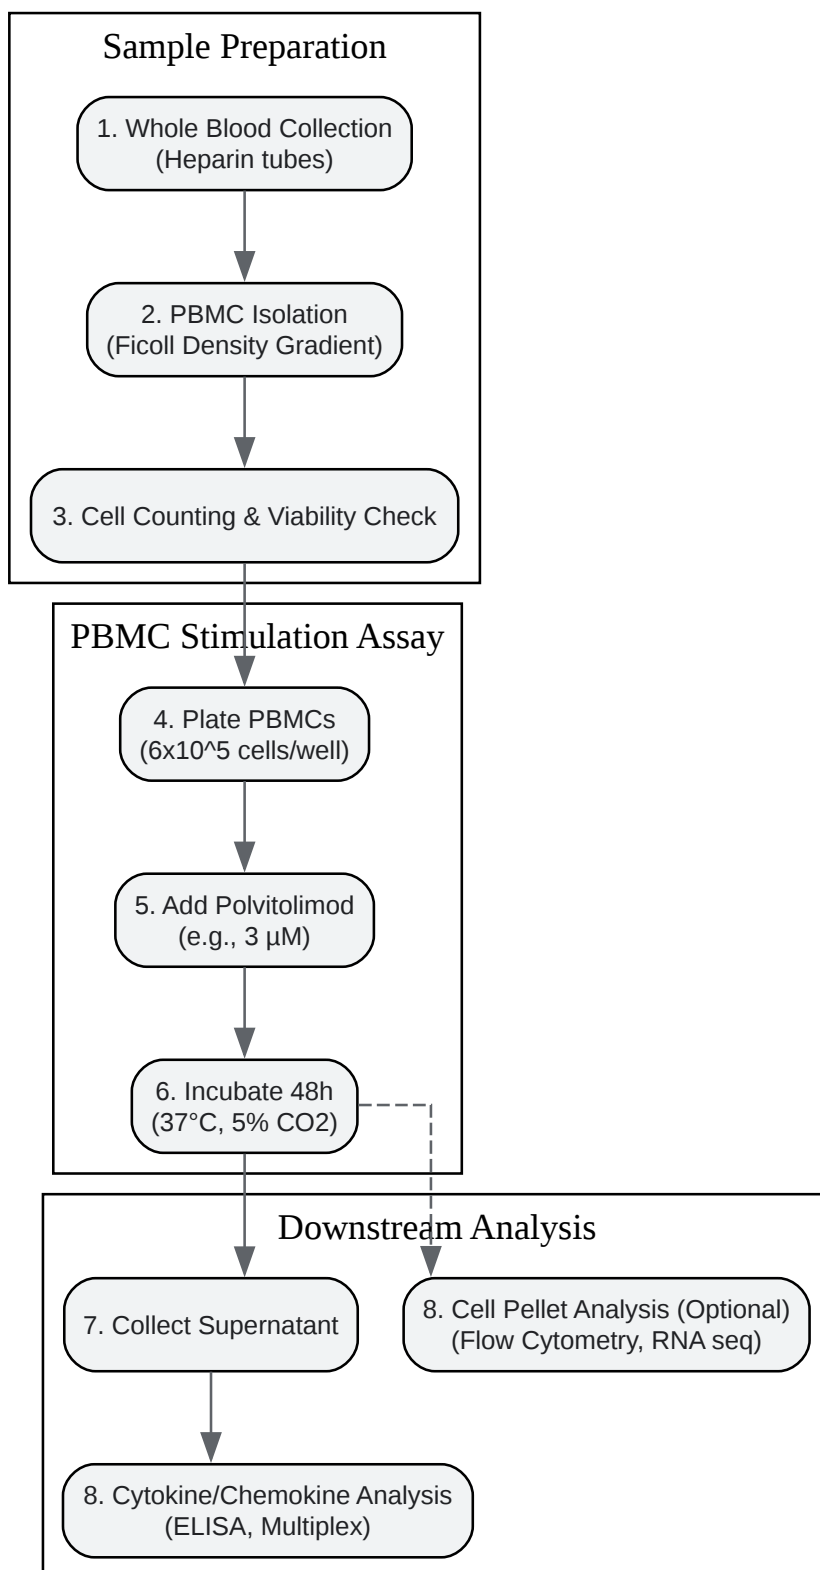 Sample Preparation
1. Whole Blood Collection
(Heparin tubes)
2. PBMC Isolation
(Ficoll Density Gradient)
3. Cell Counting & Viability Check
PBMC Stimulation Assay
4. Plate PBMCs
(6x10^5 cells/well)
5. Add Polvitolimod
(e.g., 3 µM)
6. Incubate 48h
(37°C, 5% CO2)
Downstream Analysis
7. Collect Supernatant
8. Cell Pellet Analysis (Optional)
(Flow Cytometry, RNA seq)
8. Cytokine/Chemokine Analysis
(ELISA, Multiplex)